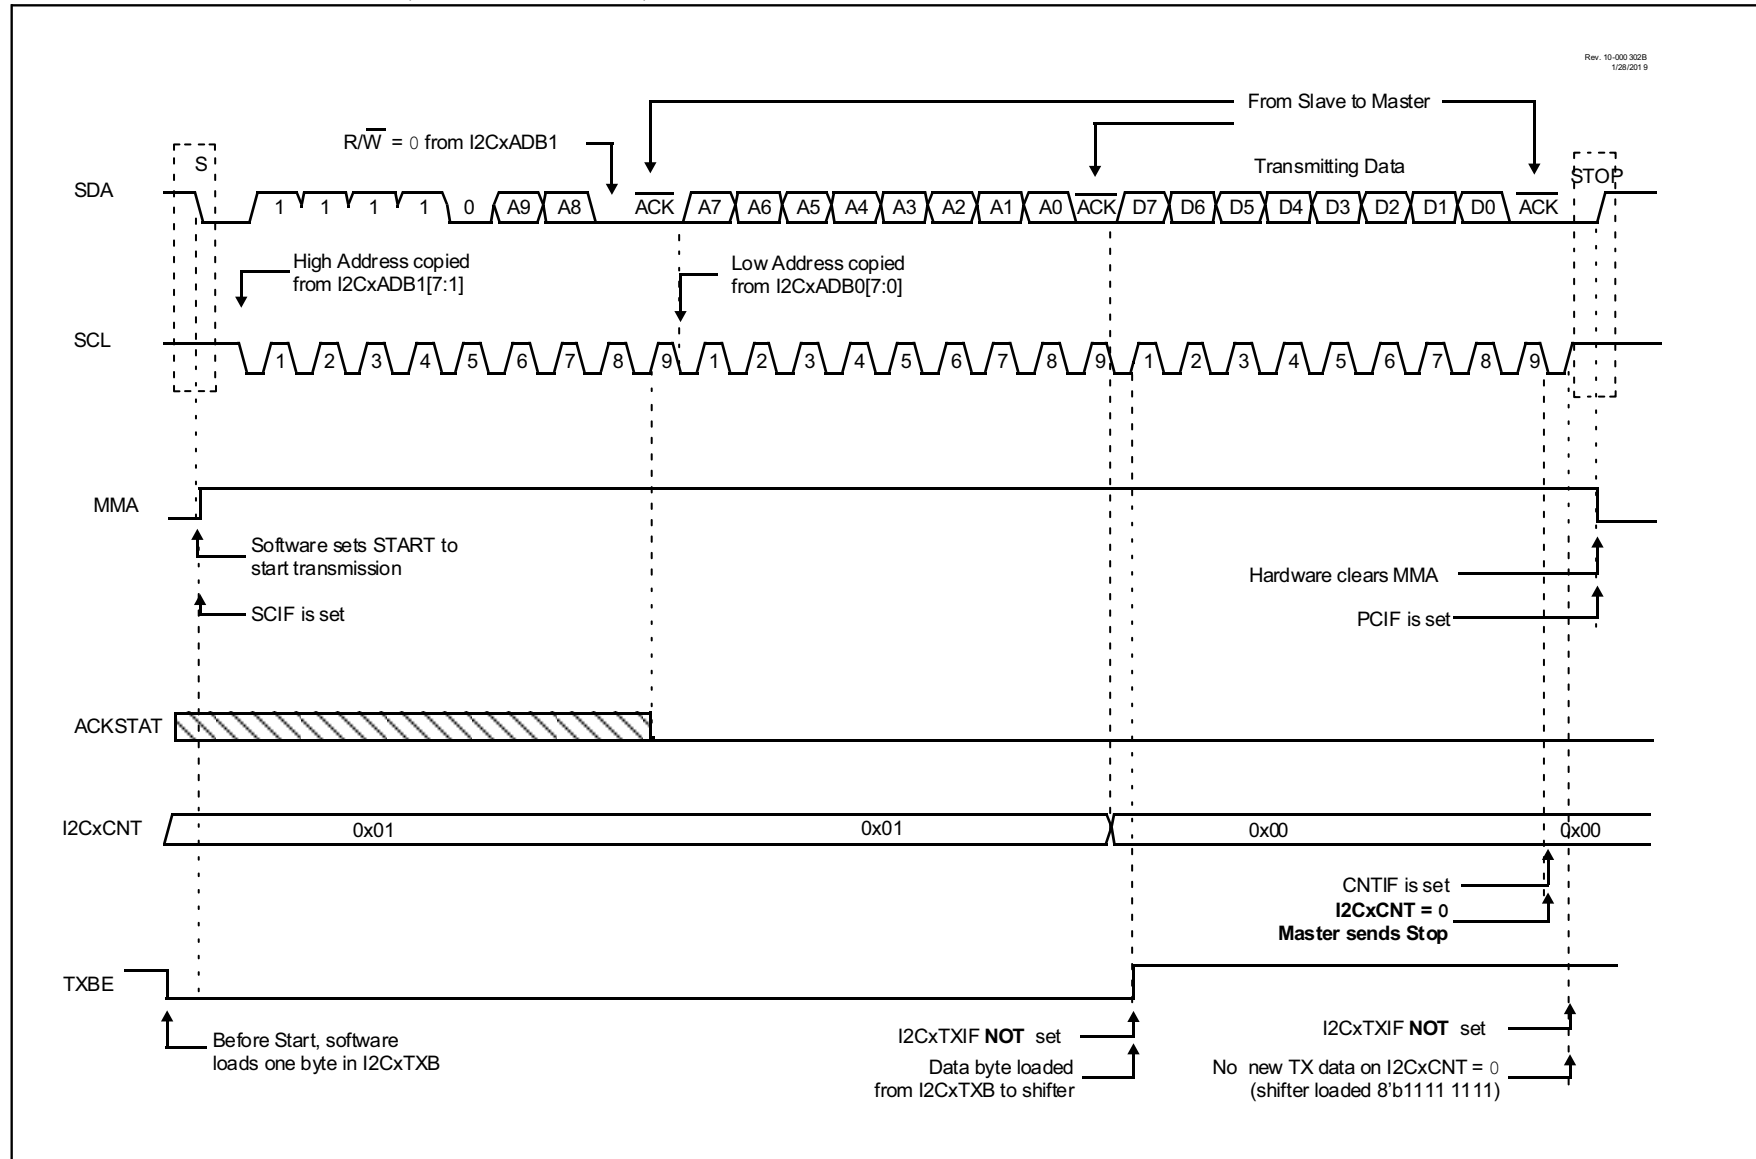 Rev. 10-000302B
1/28/2019
From Slave to Master
R/W = 0 from I2CxADB1
Transmitting Data
S
STOP
SDA
1 1 1 1 0 A9 A8 ACK A7 A6 A5 A4 A3 A2 A1 A0 ACK D7 D6 D5 D4 D3 D2 D1 D0 ACK
High Address copied
from I2CxADB1[7:1]
Low Address copied
from I2CxADB0[7:0]
SCL
1 2 3 4 5 6 7 8 9 1 2 3 4 5 6 7 8 9 1 2 3 4 5 6 7 8 9
MMA
Software sets START to
start transmission
SCIF is set
Hardware clears MMA
PCIF is set
ACKSTAT
I2CxCNT
0x01 0x01 0x00 0x00
CNTIF is set
I2CxCNT = 0
Master sends Stop
TXBE
Before Start, software
loads one byte in I2CxTXB
I2CxTXIF NOT set
Data byte loaded
from I2CxTXB to shifter
I2CxTXIF NOT set
No new TX data on I2CxCNT = 0
(shifter loaded 8'b1111 1111)